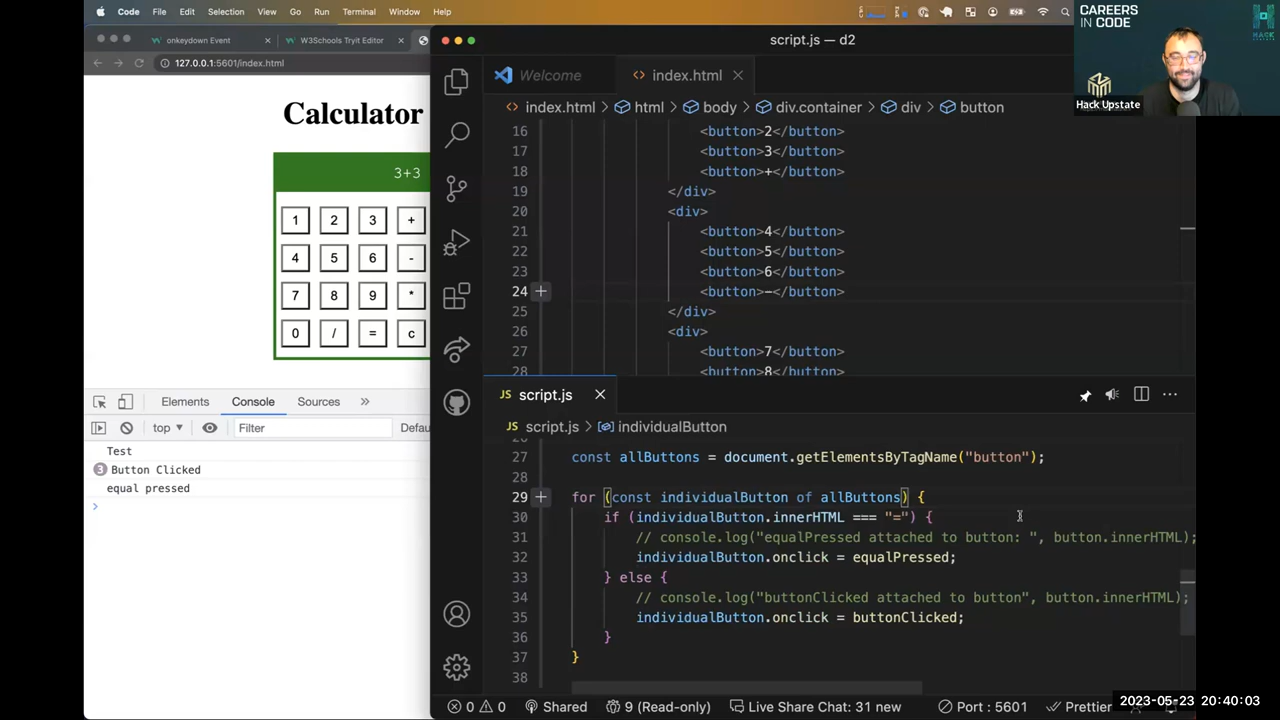 Code File Edit Selection View Go Run Terminal Window Help
CAREERS IN CODE
HACK UPSTATE
Hack Upstate
onkeydown Event
W3Schools Tryit Editor
127.0.0.1:5601/index.html
Calculator
3+3
1 2 3 +
4 5 6 -
7 8 9 *
0 / = c
Elements Console Sources
top Filter Defau
Test
3 Button Clicked
equal pressed
script.js — d2
Welcome index.html
index.html > html > body > div.container > div > button
16 <button>2</button>
17 <button>3</button>
18 <button>+</button>
19 </div>
20 <div>
21 <button>4</button>
22 <button>5</button>
23 <button>6</button>
24 <button>-</button>
25 </div>
26 <div>
27 <button>7</button>
28 <button>8</button>
JS script.js
JS script.js > individualButton
26
27 const allButtons = document.getElementsByTagName("button");
28
29 for (const individualButton of allButtons) {
30 if (individualButton.innerHTML === "=") {
31 // console.log("equalPressed attached to button: ", button.innerHTML);
32 individualButton.onclick = equalPressed;
33 } else {
34 // console.log("buttonClicked attached to button", button.innerHTML);
35 individualButton.onclick = buttonClicked;
36 }
37 }
38
0 0 Shared 9 (Read-only) Live Share Chat: 31 new Port : 5601 Prettier
2023-05-23 20:40:03